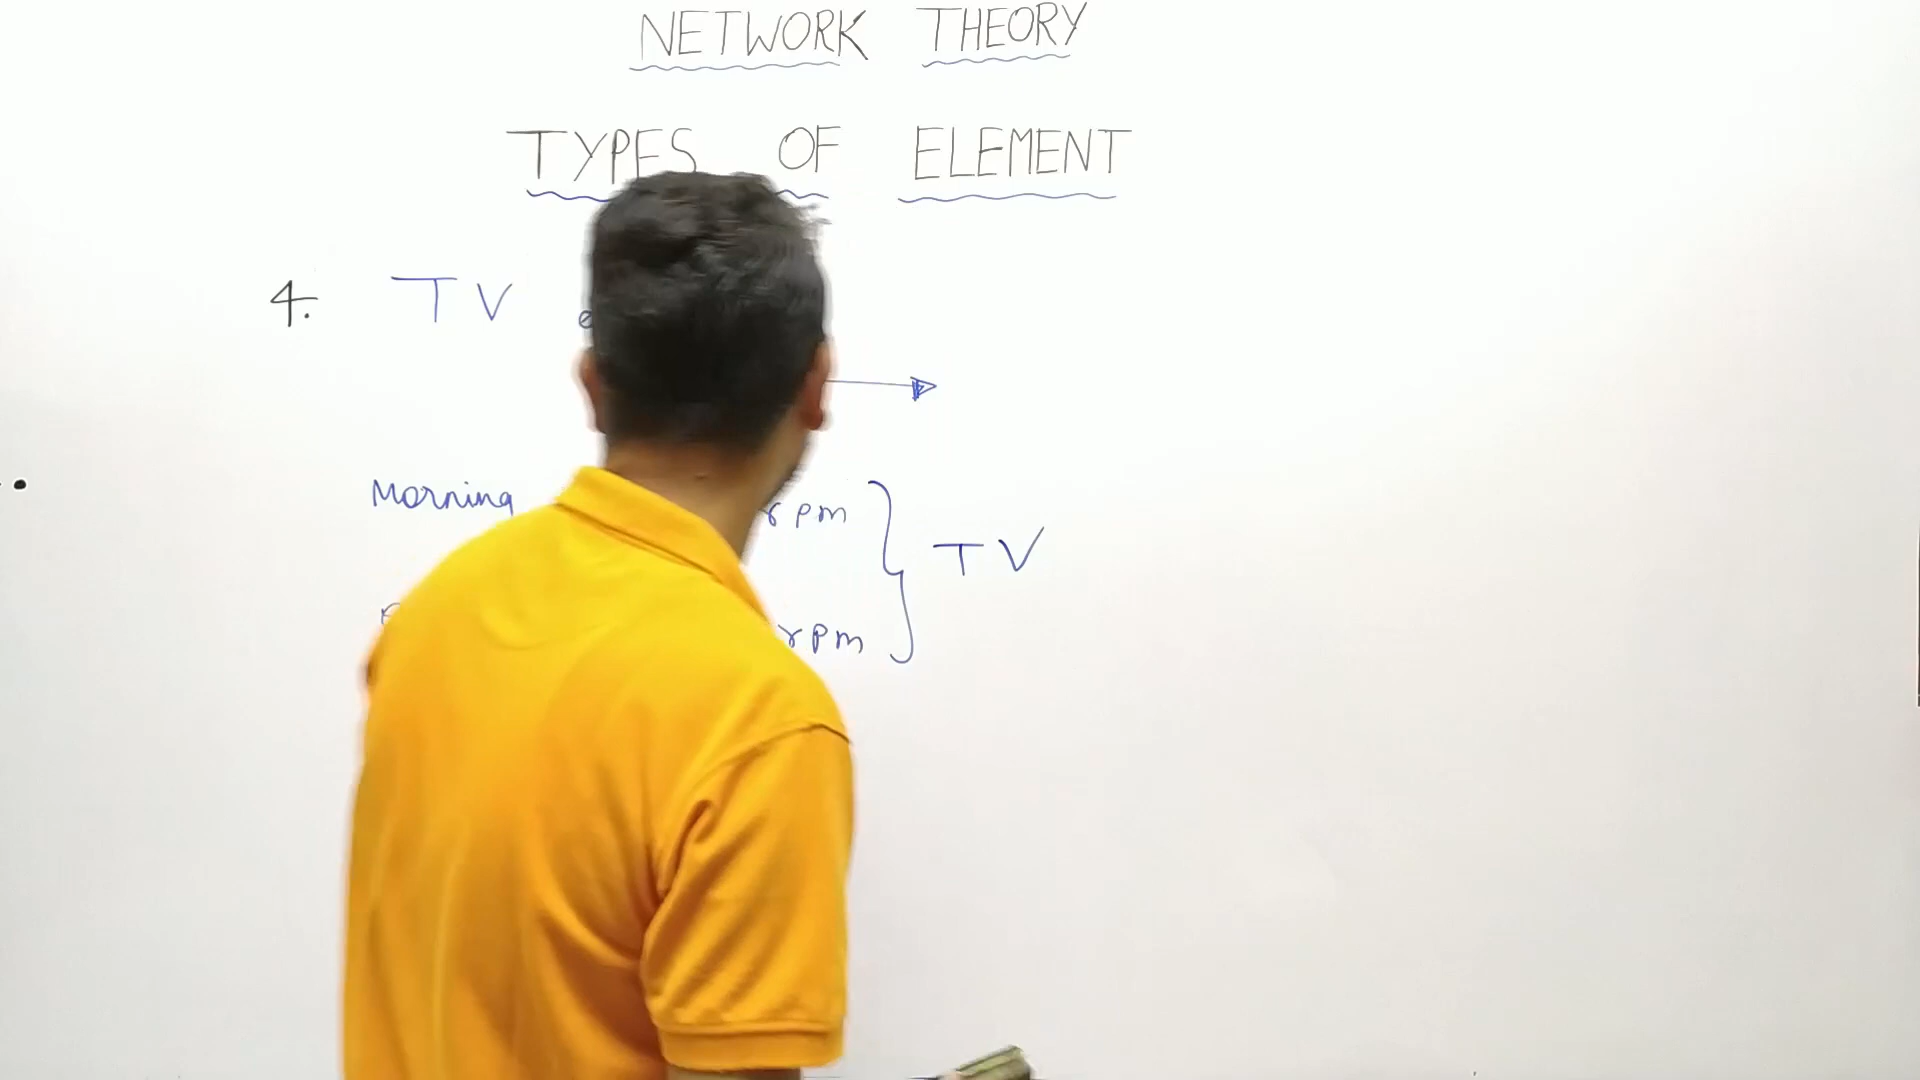 NETWORK THEORY
TYPES OF ELEMENT
4. TV
Morning rpm
TV
rpm